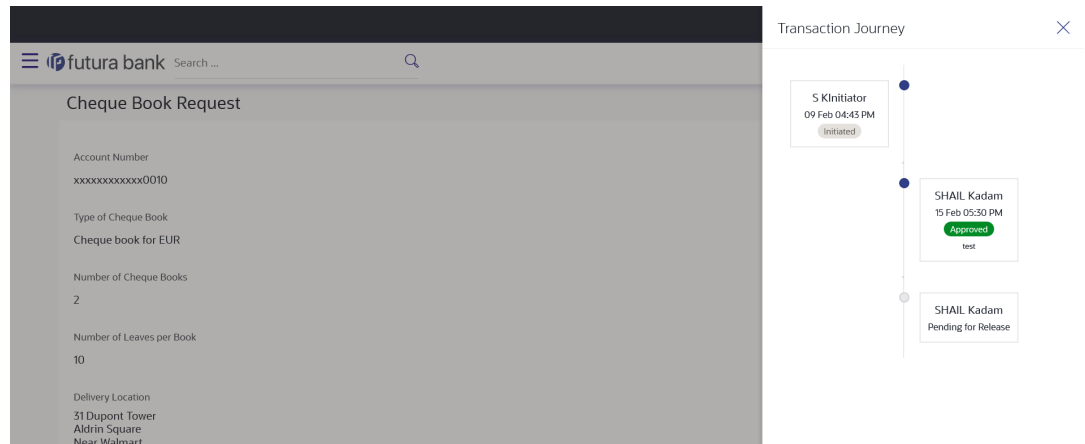 futura bank
Search ...
Cheque Book Request
Account Number
xxxxxxxxxxxx0010
Type of Cheque Book
Cheque book for EUR
Number of Cheque Books
2
Number of Leaves per Book
10
Delivery Location
31 Dupont Tower
Aldrin Square
Near Walmart
Transaction Journey
S KInitiator
09 Feb 04:43 PM
Initiated
SHAIL Kadam
15 Feb 05:30 PM
Approved
test
SHAIL Kadam
Pending for Release